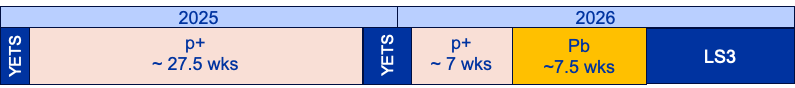 2025
2026
YETS
p+
~ 27.5 wks
YETS
p+
~ 7 wks
Pb
~7.5 wks
LS3